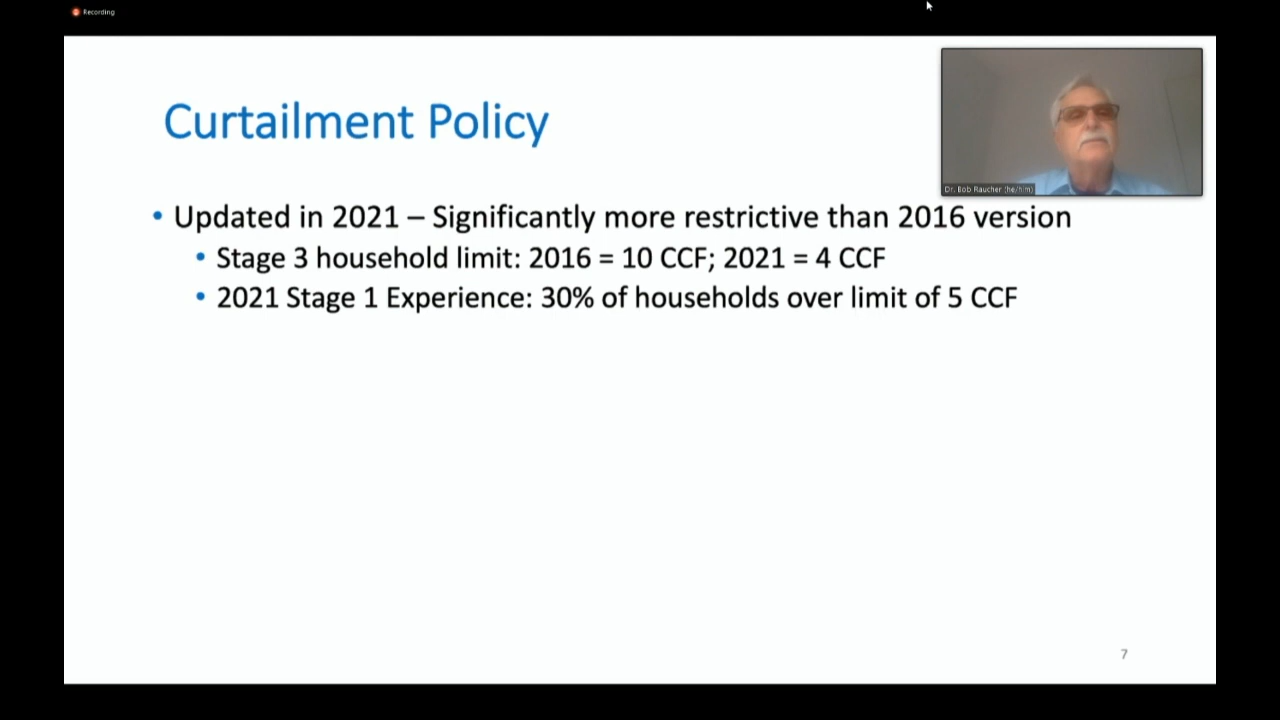 Recording
Curtailment Policy
Dr. Bob Raucher (he/him)
• Updated in 2021 – Significantly more restrictive than 2016 version
• Stage 3 household limit: 2016 = 10 CCF; 2021 = 4 CCF
• 2021 Stage 1 Experience: 30% of households over limit of 5 CCF
7